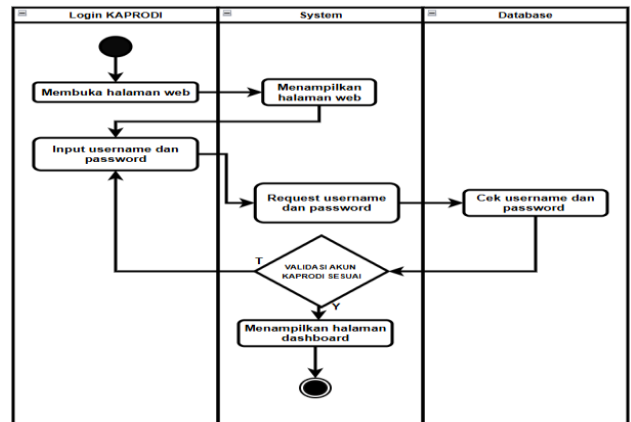 Login KAPRODI
System
Database
Membuka halaman web
Menampilkan
halaman web
Input username dan
password
Request username
dan password
Cek username dan
password
T
VALIDASI AKUN
KAPRODI SESUAI
Y
Menampilkan halaman
dashboard